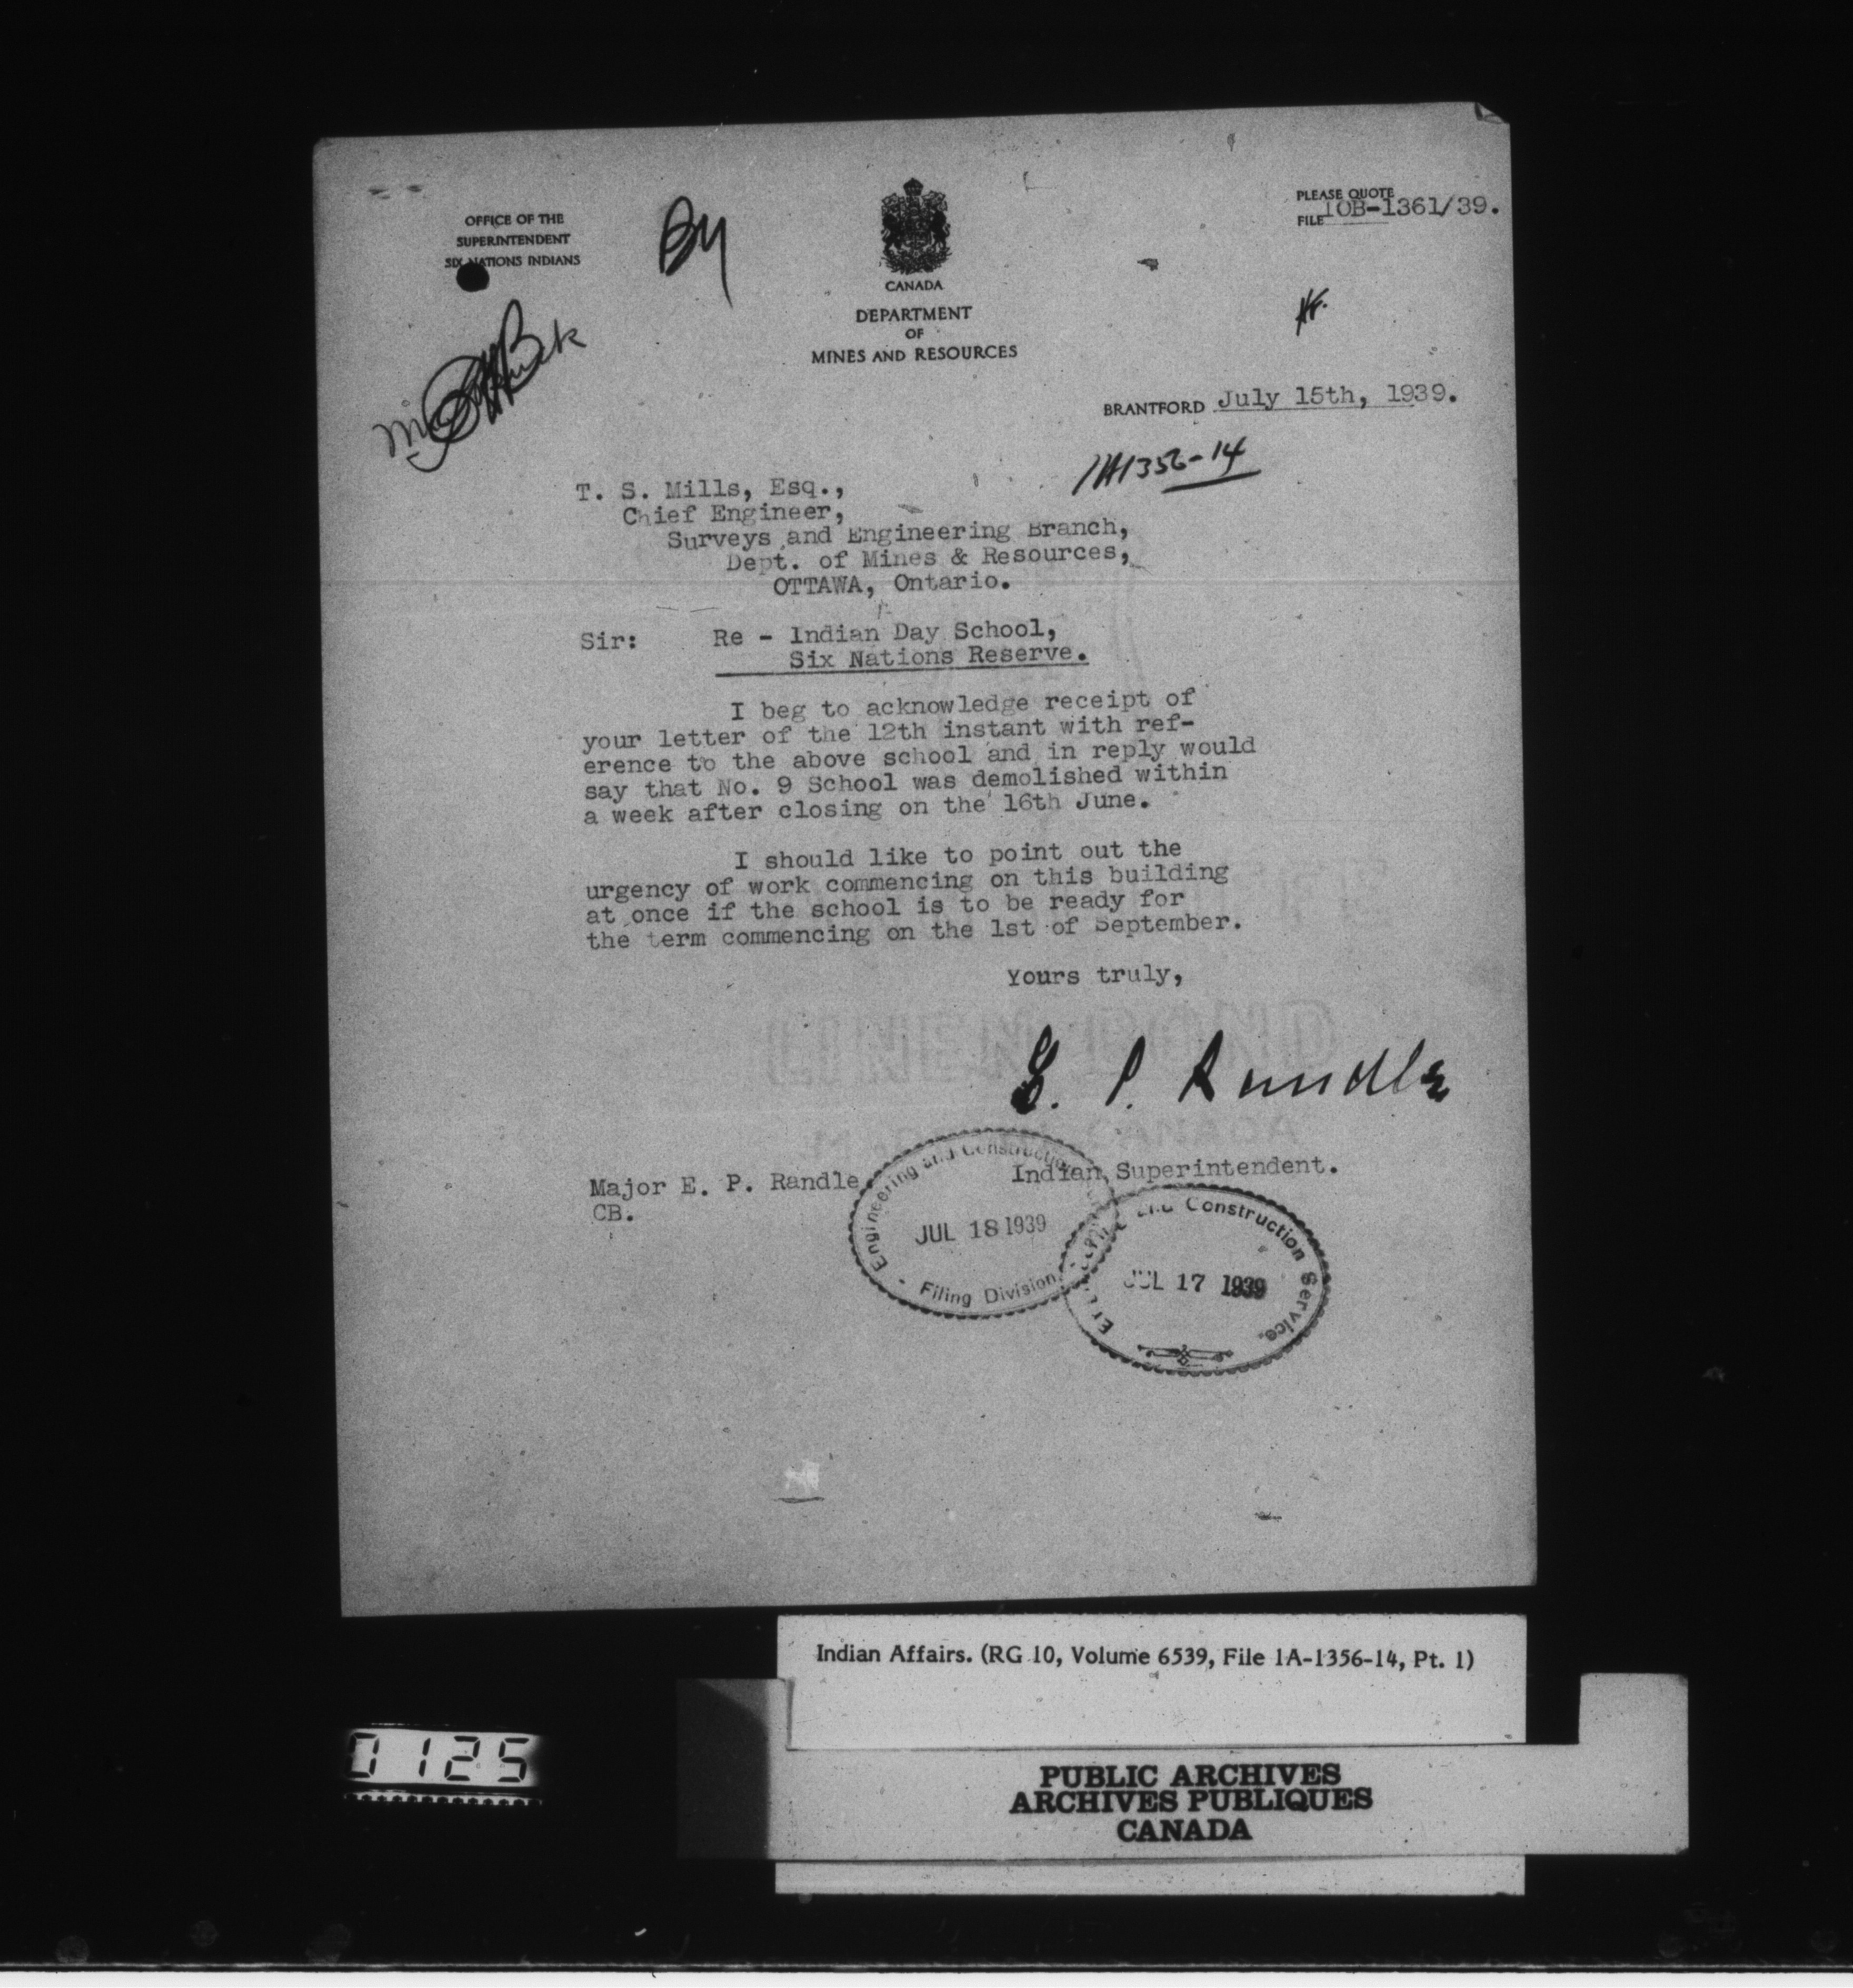 OFFICE OF THE
SUPERINTENDENT
SIX NATIONS INDIANS
CANADA
DEPARTMENT
OF
MINES AND RESOURCES
PLEASE QUOTE
FILE 10B-1361/39.
BRANTFORD July 15th, 1939.
1A1356-14
T. S. Mills, Esq.,
Chief Engineer,
Surveys and Engineering Branch,
Dept. of Mines & Resources,
OTTAWA, Ontario.
Sir: Re - Indian Day School,
Six Nations Reserve.
I beg to acknowledge receipt of
your letter of the 12th instant with ref-
erence to the above school and in reply would
say that No. 9 School was demolished within
a week after closing on the 16th June.
I should like to point out the
urgency of work commencing on this building
at once if the school is to be ready for
the term commencing on the 1st of September.
Yours truly,
E. P. Randle
Major E. P. Randle
CB.
Indian Superintendent.
Engineering and Construction
JUL 18 1939
Filing Division
and Construction Service.
JUL 17 1939
LINEN BOND
Indian Affairs. (RG 10, Volume 6539, File 1A-1356-14, Pt. 1)
0125
PUBLIC ARCHIVES
ARCHIVES PUBLIQUES
CANADA